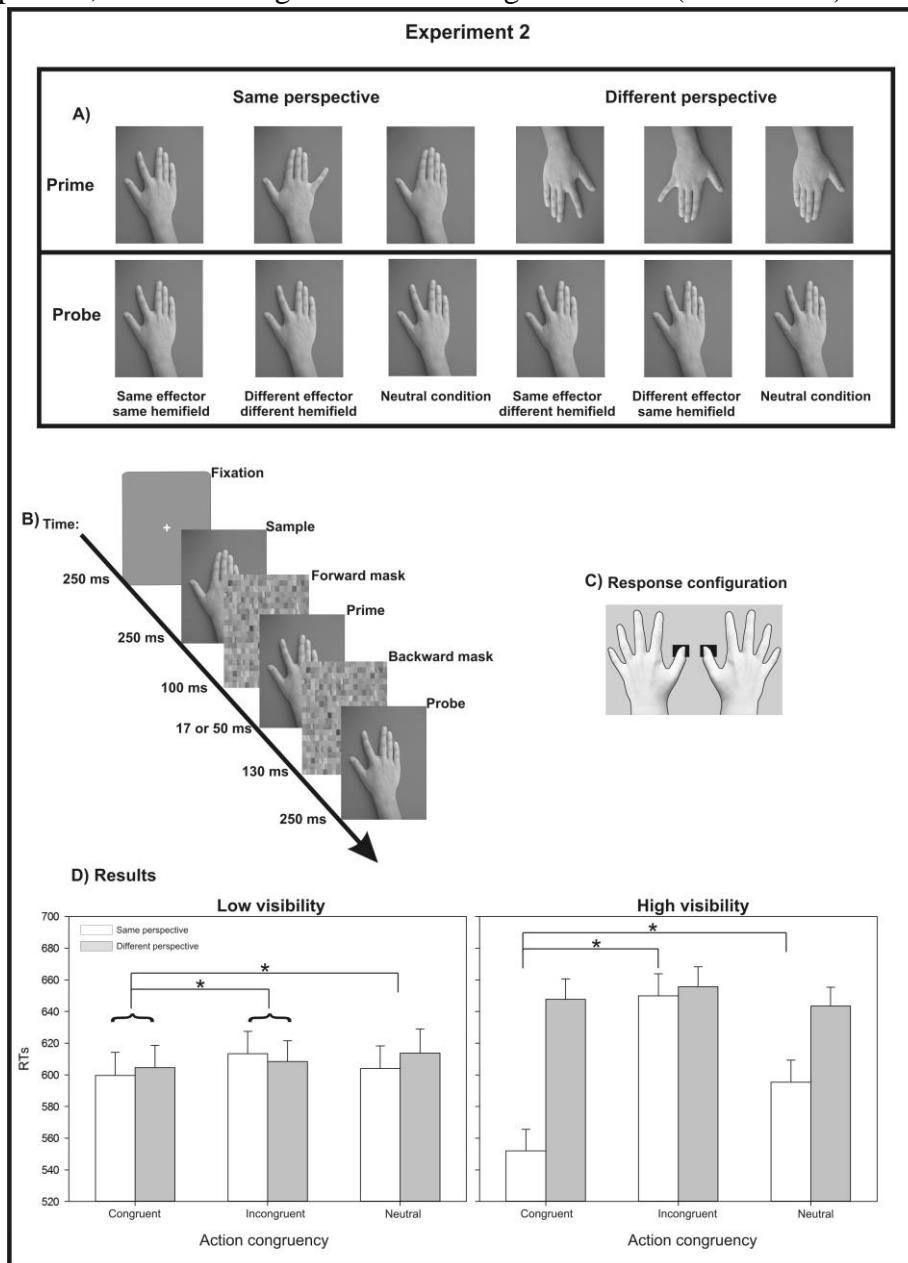 Experiment 2
Same perspective Different perspective
A)
Prime
Probe
Same effector Different effector Neutral condition Same effector Different effector Neutral condition
same hemifield different hemifield different hemifield same hemifield
Fixation
B) Time:
Sample
250 ms
Forward mask
C) Response configuration
250 ms
Prime
Backward mask
100 ms
Probe
17 or 50 ms
130 ms
250 ms
D) Results
Low visibility High visibility
700
Same perspective
680
Different perspective
* *
660
* *
640
620
RTs
600
580
560
540
520
Congruent Incongruent Neutral Congruent Incongruent Neutral
Action congruency Action congruency